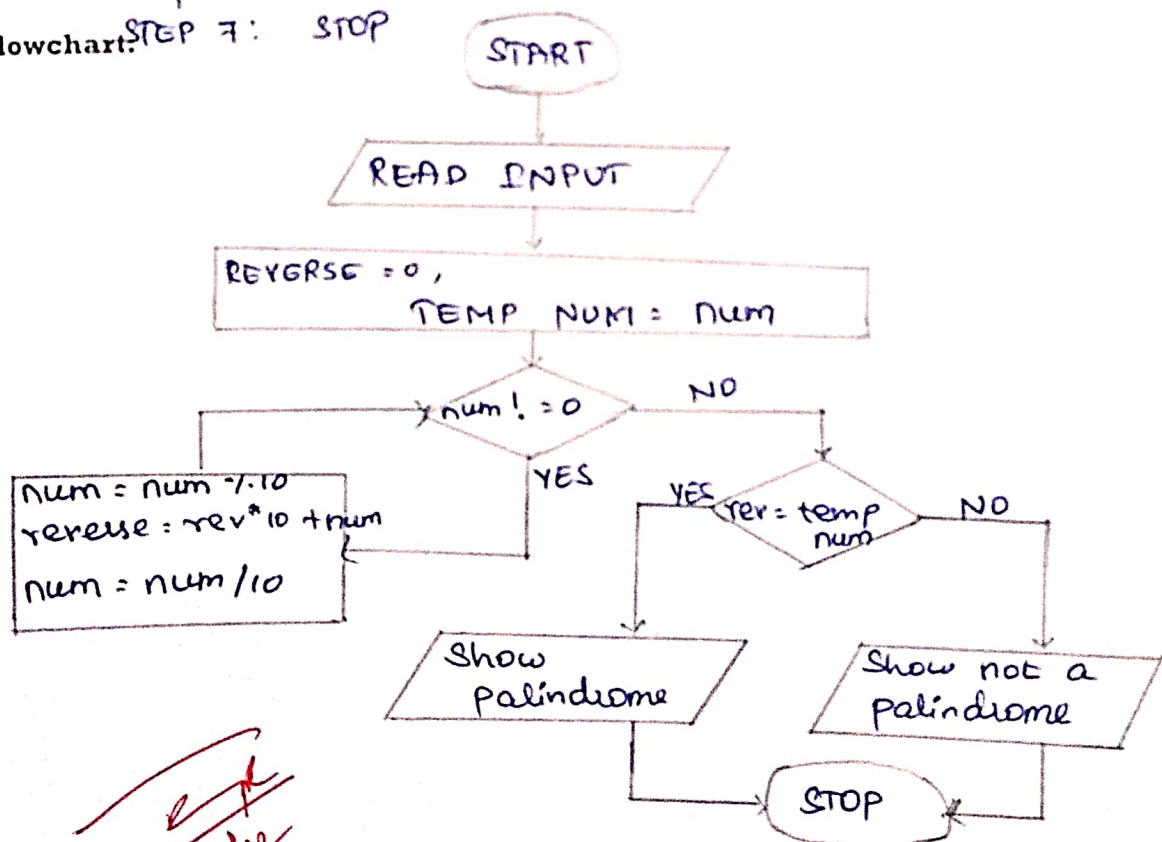 lowchart: STEP 7: STOP
START
READ INPUT
REVERSE = 0,
TEMP NUM = num
num! = 0
NO
YES
num = num % 10
reverse = rev*10 + num
num = num/10
YES
rev = temp
num
NO
Show
palindrome
Show not a
palindrome
STOP